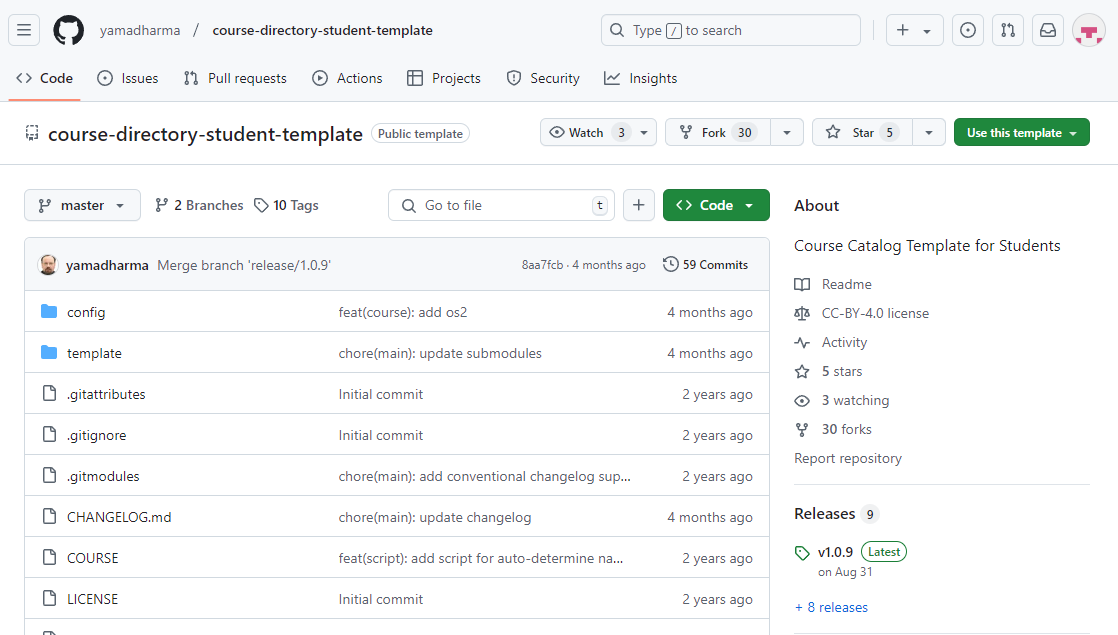 yamadharma / course-directory-student-template
Type / to search
Code Issues Pull requests Actions Projects Security Insights
course-directory-student-template Public template
Watch 3 Fork 30 Star 5 Use this template
master 2 Branches 10 Tags Go to file t Code
yamadharma Merge branch 'release/1.0.9' 8aa7fcb · 4 months ago 59 Commits
config feat(course): add os2 4 months ago
template chore(main): update submodules 4 months ago
.gitattributes Initial commit 2 years ago
.gitignore Initial commit 2 years ago
.gitmodules chore(main): add conventional changelog sup... 2 years ago
CHANGELOG.md chore(main): update changelog 4 months ago
COURSE feat(script): add script for auto-determine na... 2 years ago
LICENSE Initial commit 2 years ago
About
Course Catalog Template for Students
Readme
CC-BY-4.0 license
Activity
5 stars
3 watching
30 forks
Report repository
Releases 9
v1.0.9 Latest
on Aug 31
+ 8 releases